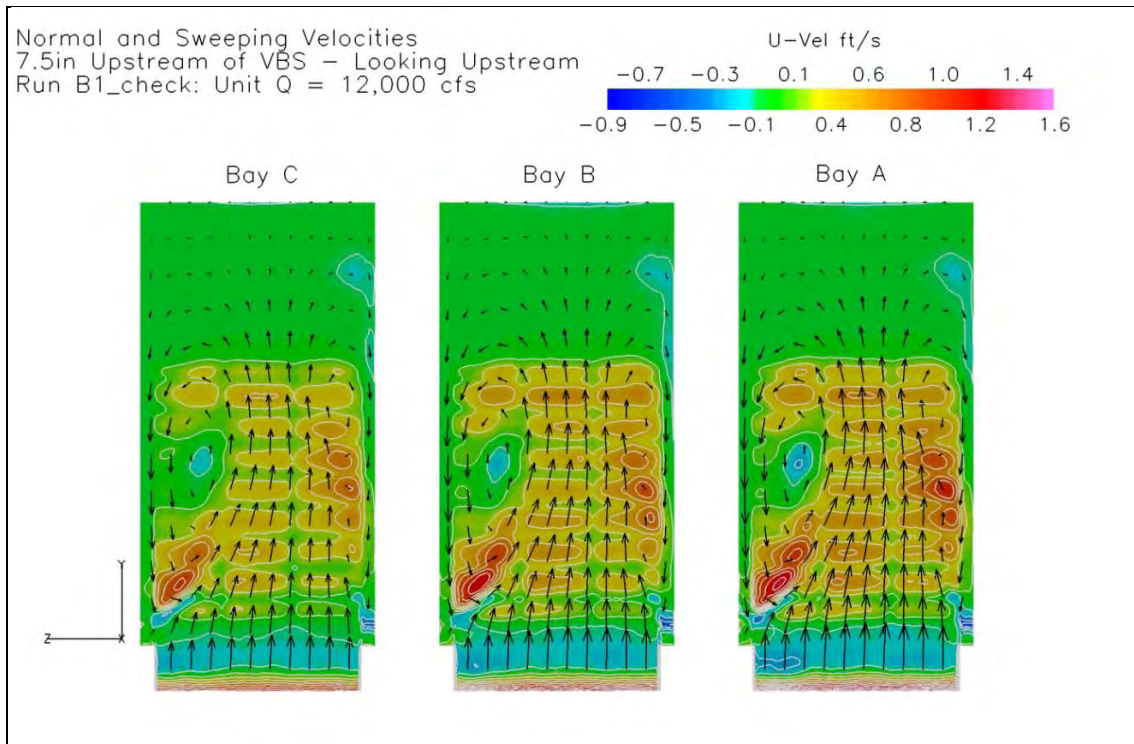 Normal and Sweeping Velocities
7.5in Upstream of VBS – Looking Upstream
Run B1_check: Unit Q = 12,000 cfs
U-Vel ft/s
-0.7 -0.3 0.1 0.6 1.0 1.4
-0.9 -0.5 -0.1 0.4 0.8 1.2 1.6
Bay C Bay B Bay A
Y
Z X